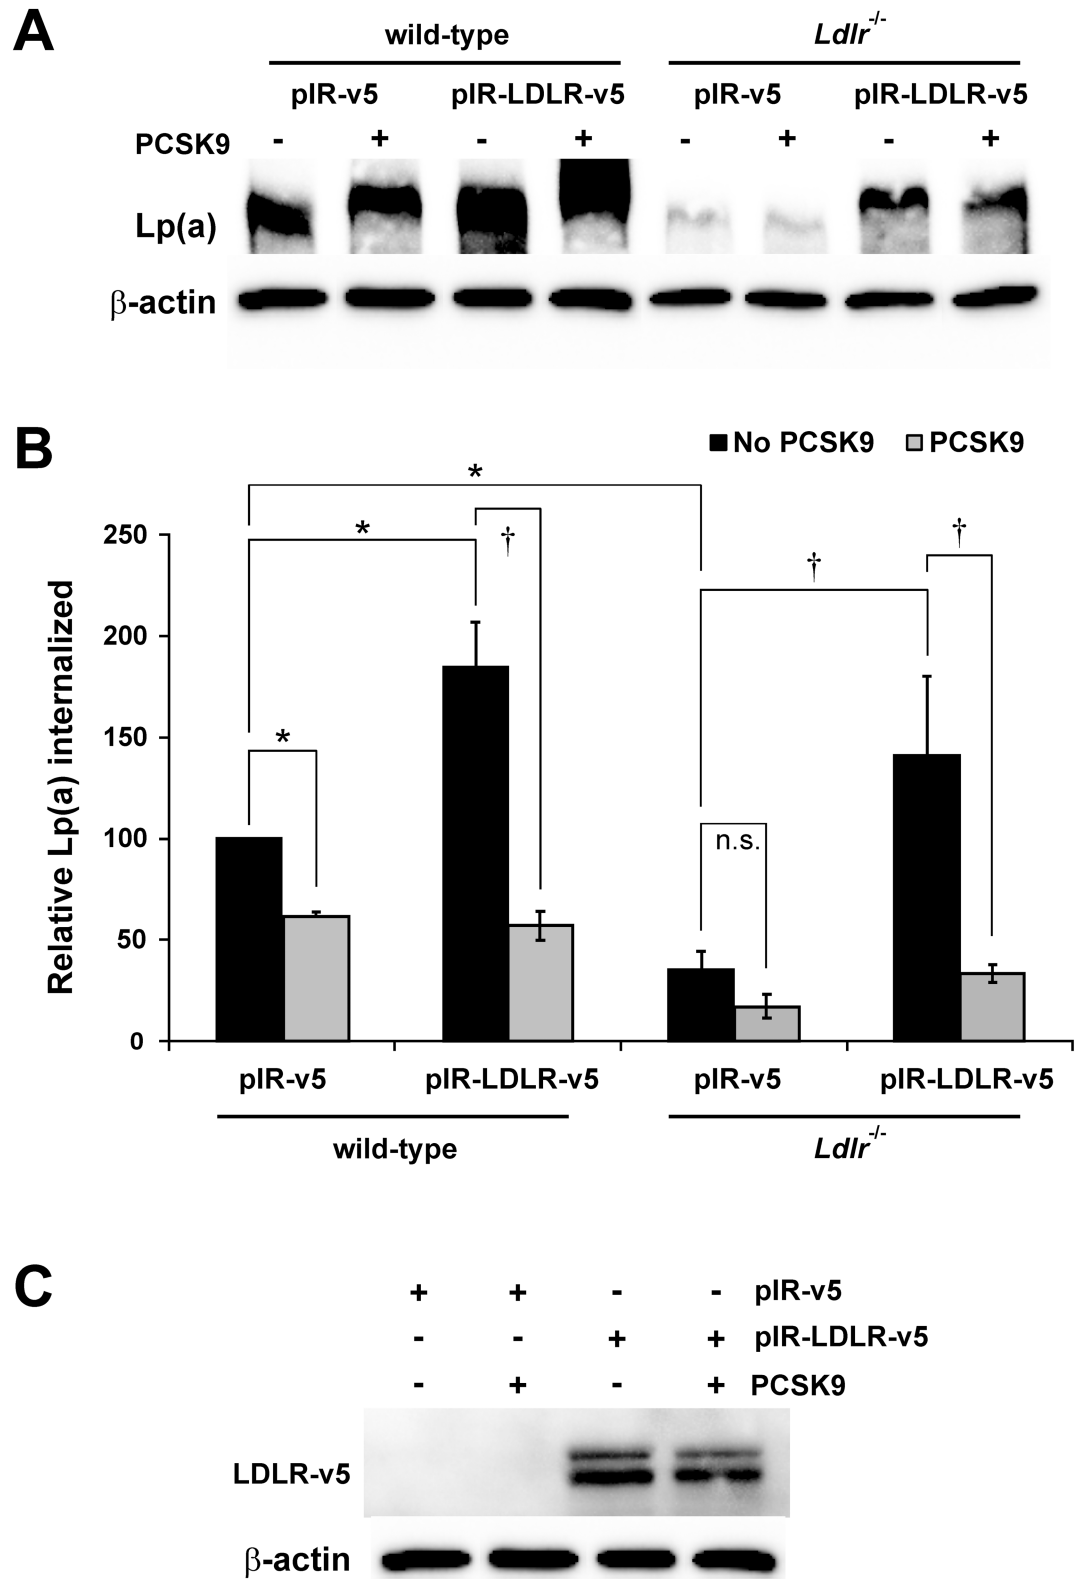 A
wild-type Ldlr-/-
pIR-v5 pIR-LDLR-v5 pIR-v5 pIR-LDLR-v5
PCSK9 - + - + - + - +
Lp(a)
β-actin
B
No PCSK9 PCSK9
*
*
†
†
†
*
n.s.
Relative Lp(a) internalized
250
200
150
100
50
0
pIR-v5 pIR-LDLR-v5 pIR-v5 pIR-LDLR-v5
wild-type Ldlr-/-
C
+ + - - pIR-v5
- - + + pIR-LDLR-v5
- + - + PCSK9
LDLR-v5
β-actin